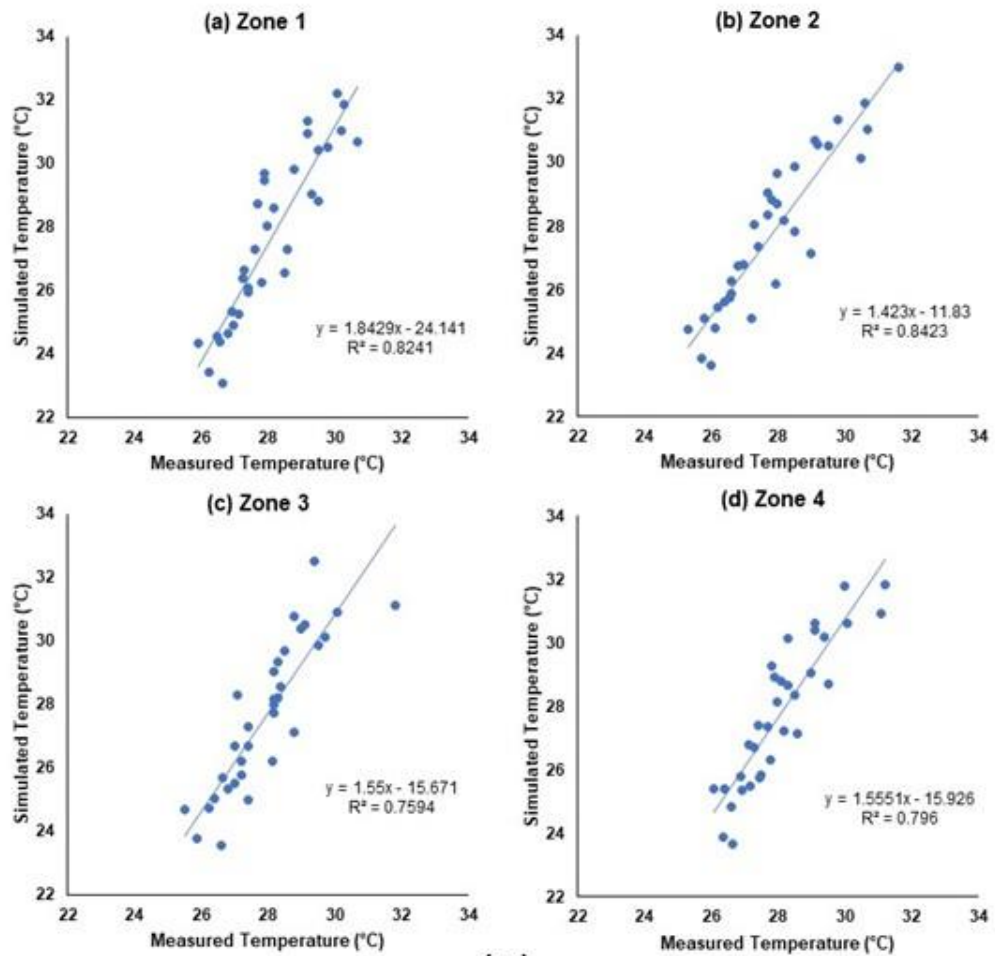 (a) Zone 1
34
32
30
28
26
24
22
Simulated Temperature (°C)
y = 1.8429x - 24.141
R² = 0.8241
22 24 26 28 30 32 34
Measured Temperature (°C)
(b) Zone 2
34
32
30
28
26
24
22
Simulated Temperature (°C)
y = 1.423x - 11.83
R² = 0.8423
22 24 26 28 30 32 34
Measured Temperature (°C)
(c) Zone 3
34
32
30
28
26
24
22
Simulated Temperature (°C)
y = 1.55x - 15.671
R² = 0.7594
22 24 26 28 30 32 34
Measured Temperature (°C)
(d) Zone 4
34
32
30
28
26
24
22
Simulated Temperature (°C)
y = 1.5551x - 15.926
R² = 0.796
22 24 26 28 30 32 34
Measured Temperature (°C)